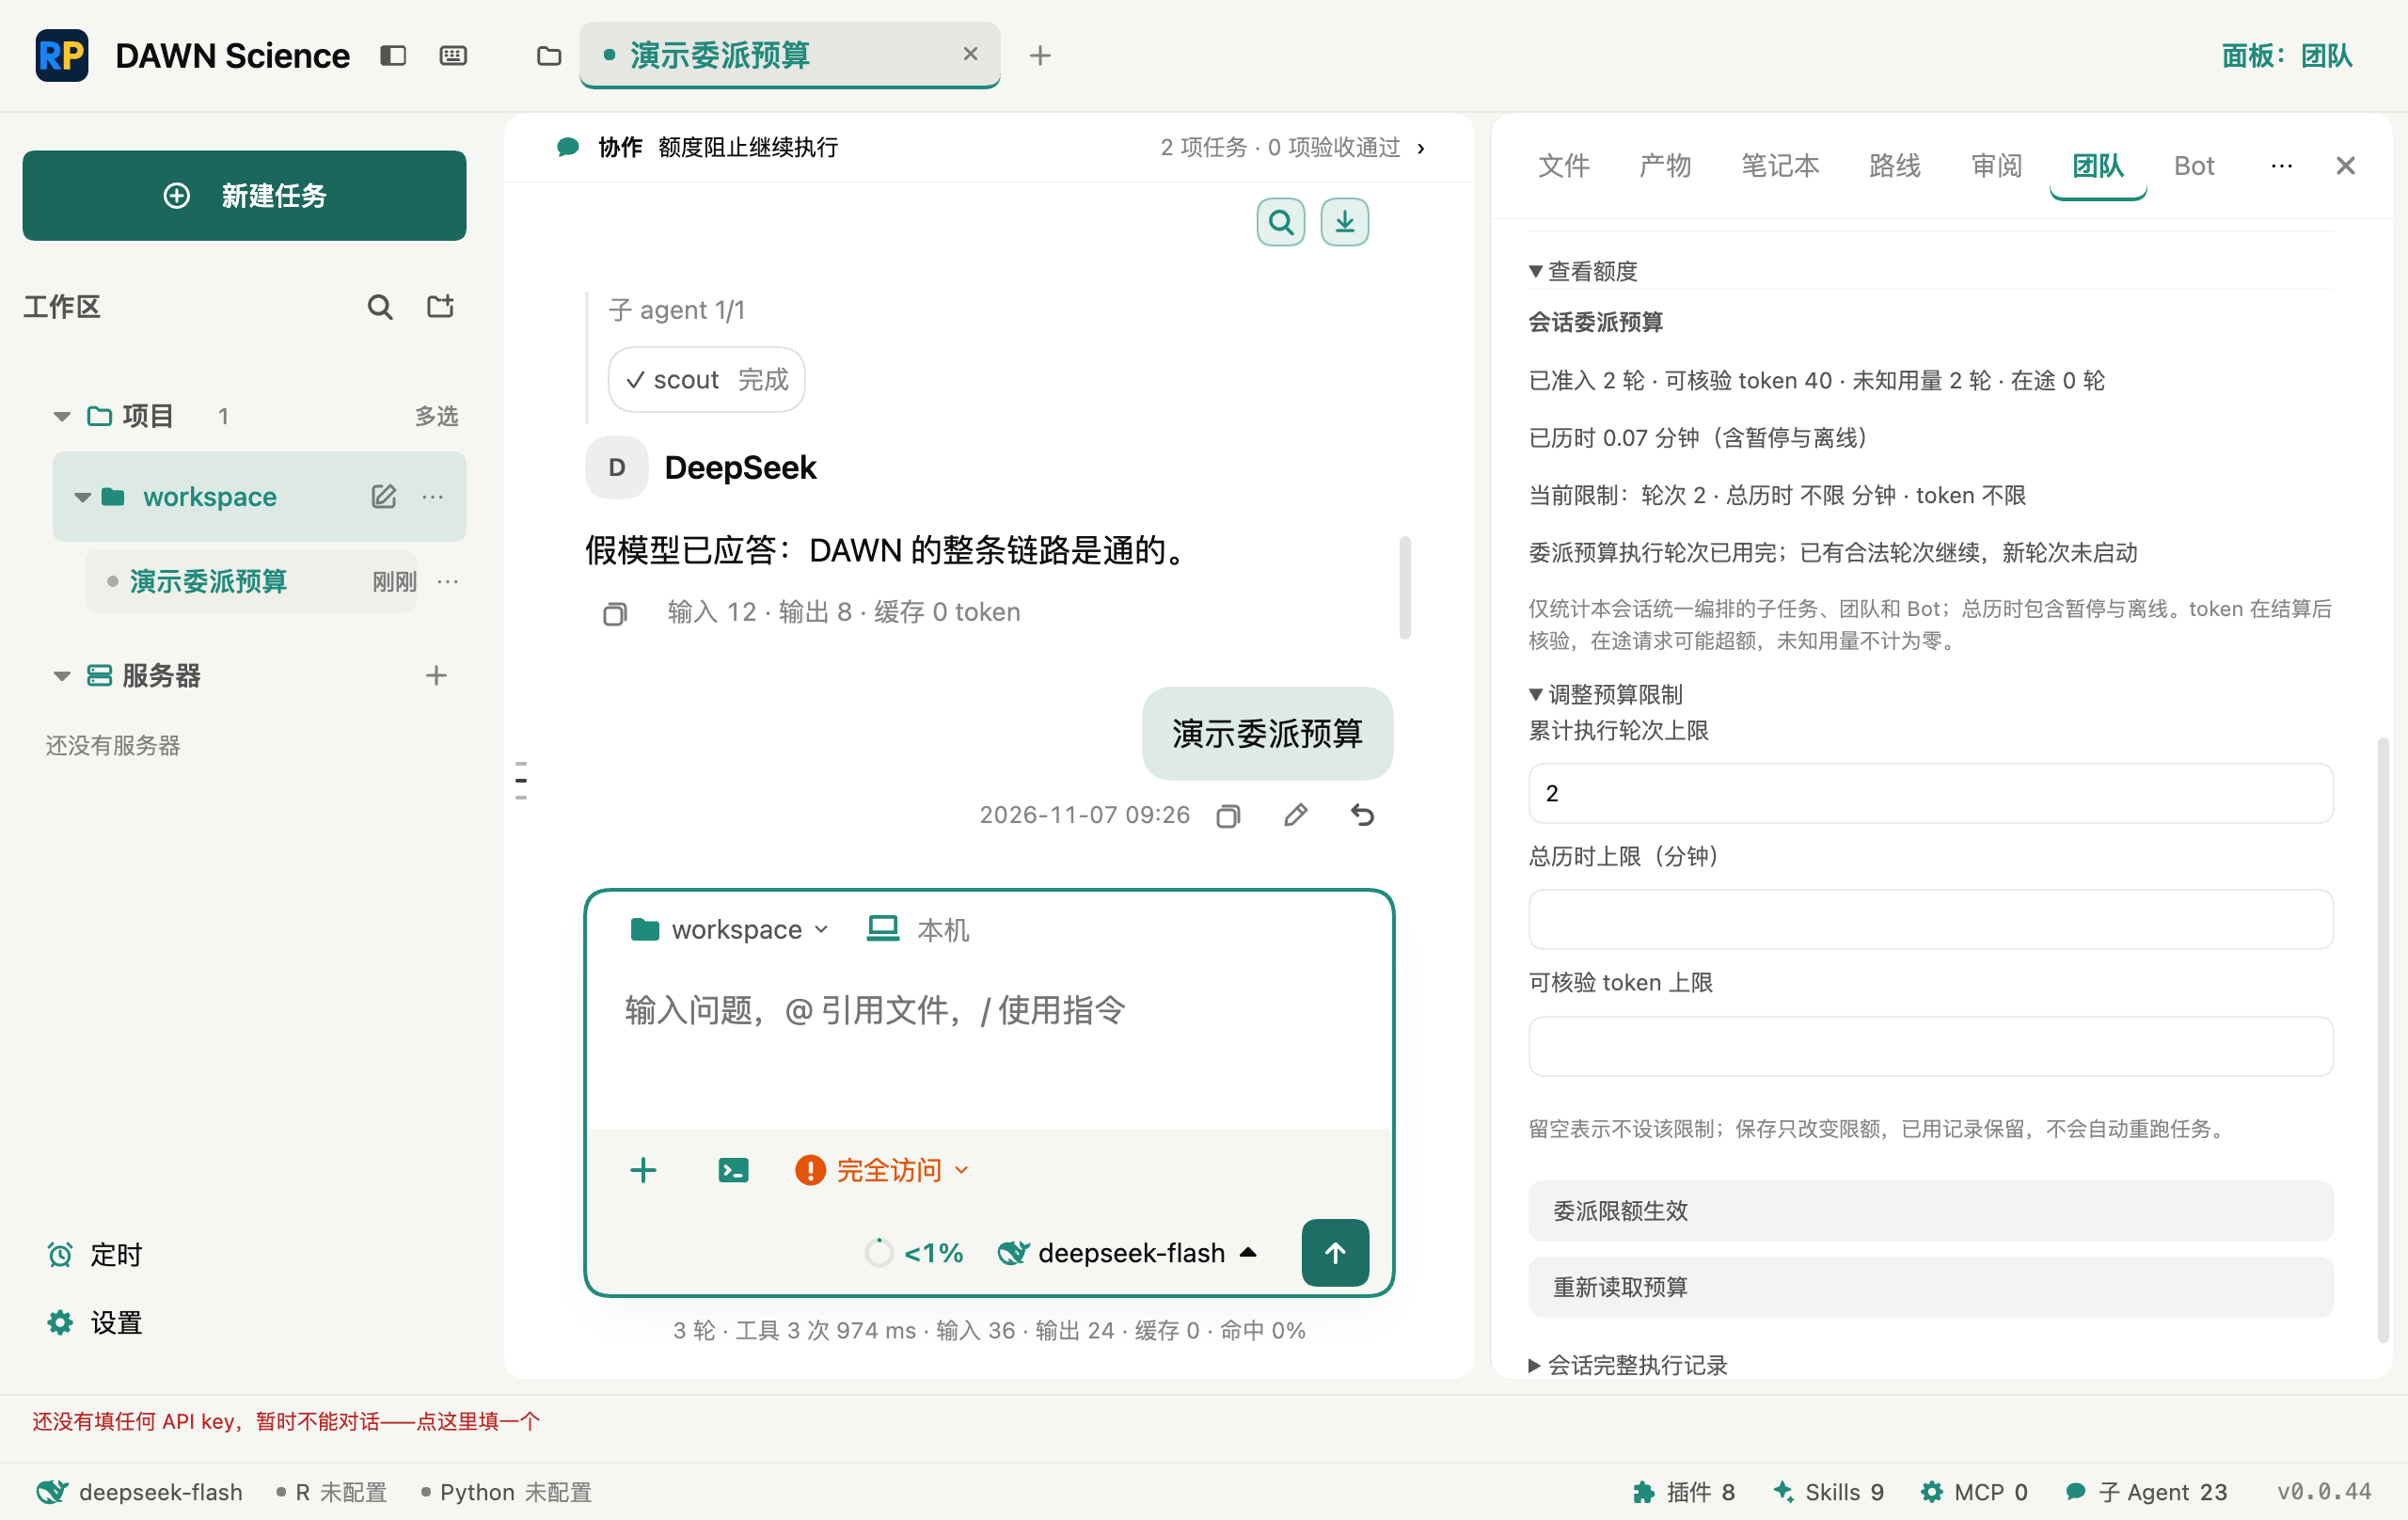 RP DAWN Science
演示委派预算
面板：团队
新建任务
工作区
项目 1 多选
workspace
演示委派预算 刚刚
服务器
还没有服务器
定时
设置
协作 额度阻止继续执行 2 项任务 · 0 项验收通过
子 agent 1/1
scout 完成
D DeepSeek
假模型已应答：DAWN 的整条链路是通的。
输入 12 · 输出 8 · 缓存 0 token
演示委派预算
2026-11-07 09:26
workspace 本机
输入问题，@ 引用文件，/ 使用指令
完全访问
<1% deepseek-flash
3 轮 · 工具 3 次 974 ms · 输入 36 · 输出 24 · 缓存 0 · 命中 0%
文件 产物 笔记本 路线 审阅 团队 Bot
查看额度
会话委派预算
已准入 2 轮 · 可核验 token 40 · 未知用量 2 轮 · 在途 0 轮
已历时 0.07 分钟（含暂停与离线）
当前限制：轮次 2 · 总历时 不限 分钟 · token 不限
委派预算执行轮次已用完；已有合法轮次继续，新轮次未启动
仅统计本会话统一编排的子任务、团队和 Bot；总历时包含暂停与离线。token 在结算后
核验，在途请求可能超额，未知用量不计为零。
调整预算限制
累计执行轮次上限
2
总历时上限（分钟）
可核验 token 上限
留空表示不设该限制；保存只改变限额，已用记录保留，不会自动重跑任务。
委派限额生效
重新读取预算
会话完整执行记录
还没有填任何 API key，暂时不能对话——点这里填一个
deepseek-flash R 未配置 Python 未配置
插件 8 Skills 9 MCP 0 子 Agent 23 v0.0.44